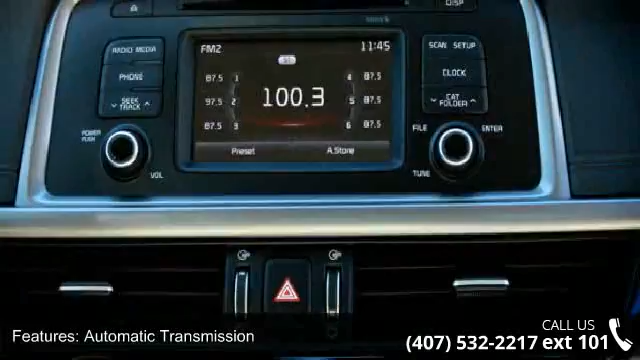 DISP
RADIO MEDIA
FM2
11:45
SCAN SETUP
PHONE
87.5 1
4 87.5
CLOCK
97.5 2
100.3
5 87.5
SEEK
TRACK
CAT
FOLDER
87.5 3
6 87.5
POWER
PUSH
FILE
ENTER
Preset
A.Store
VOL
TUNE
CALL US
Features: Automatic Transmission
(407) 532-2217 ext 101